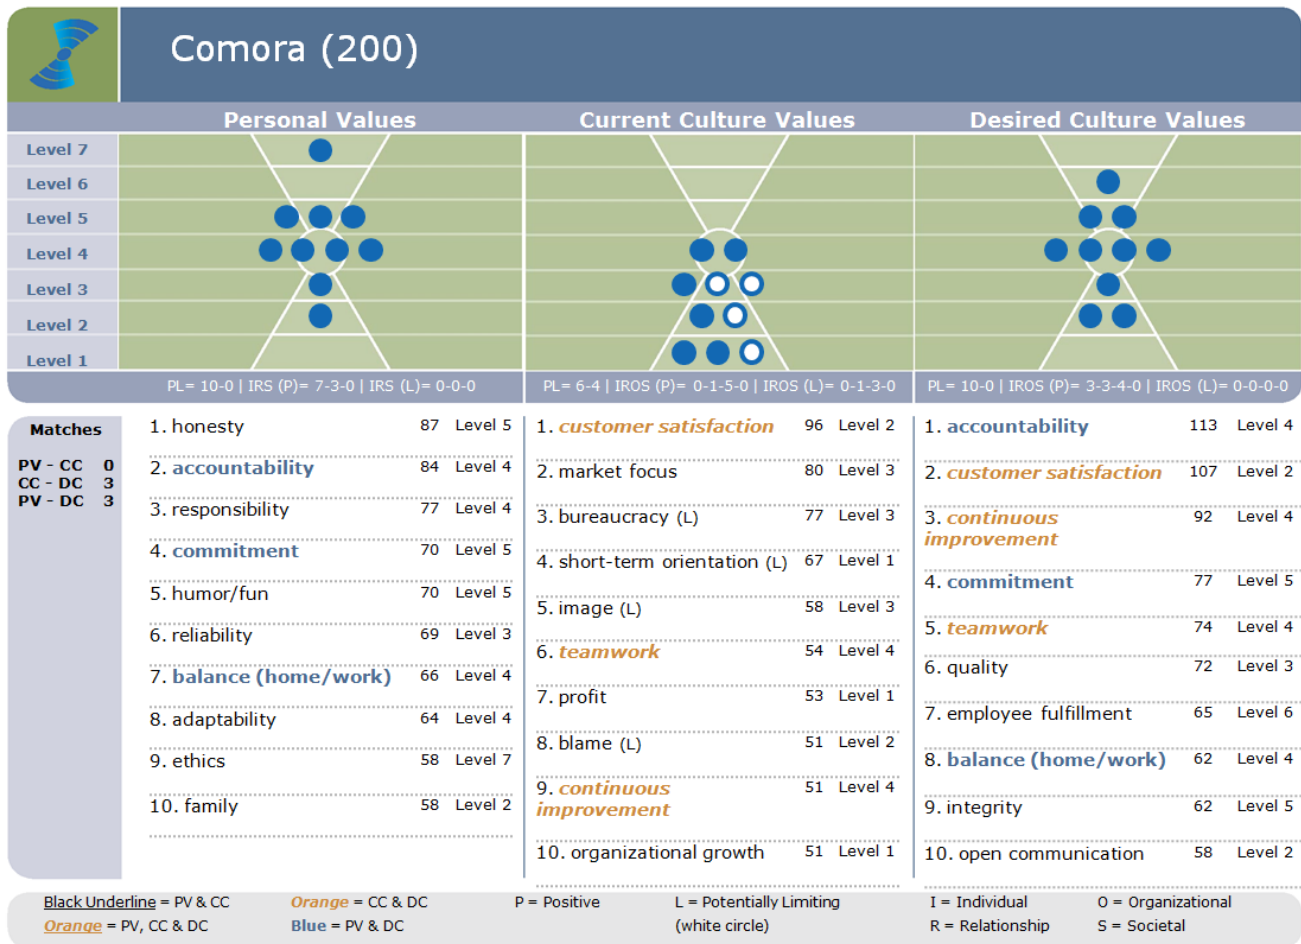 Comora (200)
Personal Values
Current Culture Values
Desired Culture Values
Level 7
Level 6
Level 5
Level 4
Level 3
Level 2
Level 1
PL= 10-0 | IRS (P)= 7-3-0 | IRS (L)= 0-0-0
PL= 6-4 | IROS (P)= 0-1-5-0 | IROS (L)= 0-1-3-0
PL= 10-0 | IROS (P)= 3-3-4-0 | IROS (L)= 0-0-0-0
Matches
PV - CC 0
CC - DC 3
PV - DC 3
1. honesty 87 Level 5
2. accountability 84 Level 4
3. responsibility 77 Level 4
4. commitment 70 Level 5
5. humor/fun 70 Level 5
6. reliability 69 Level 3
7. balance (home/work) 66 Level 4
8. adaptability 64 Level 4
9. ethics 58 Level 7
10. family 58 Level 2
1. customer satisfaction 96 Level 2
2. market focus 80 Level 3
3. bureaucracy (L) 77 Level 3
4. short-term orientation (L) 67 Level 1
5. image (L) 58 Level 3
6. teamwork 54 Level 4
7. profit 53 Level 1
8. blame (L) 51 Level 2
9. continuous 51 Level 4
improvement
10. organizational growth 51 Level 1
1. accountability 113 Level 4
2. customer satisfaction 107 Level 2
3. continuous 92 Level 4
improvement
4. commitment 77 Level 5
5. teamwork 74 Level 4
6. quality 72 Level 3
7. employee fulfillment 65 Level 6
8. balance (home/work) 62 Level 4
9. integrity 62 Level 5
10. open communication 58 Level 2
Black Underline = PV & CC
Orange = PV, CC & DC
Orange = CC & DC
Blue = PV & DC
P = Positive
L = Potentially Limiting
(white circle)
I = Individual
R = Relationship
O = Organizational
S = Societal